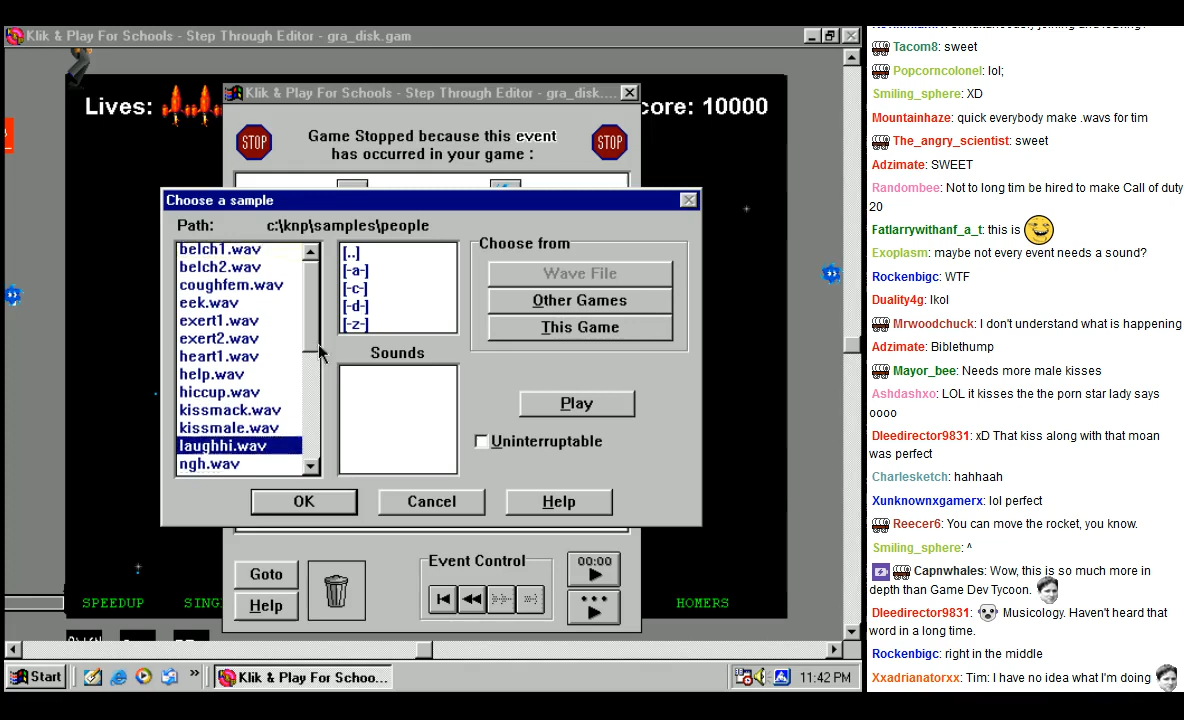 Klik & Play For Schools - Step Through Editor - gra_disk.gam
Lives:
core: 10000
Klik & Play For Schools - Step Through Editor - gra_disk....
STOP
Game Stopped because this event
has occurred in your game :
STOP
Choose a sample
Path: c:\knp\samples\people
belch1.wav
belch2.wav
coughfem.wav
eek.wav
exert1.wav
exert2.wav
heart1.wav
help.wav
hiccup.wav
kissmack.wav
kissmale.wav
laughhi.wav
ngh.wav
[..]
[-a-]
[-c-]
[-d-]
[-z-]
Sounds
Choose from
Wave File
Other Games
This Game
Play
Uninterruptable
OK
Cancel
Help
Goto
Help
Event Control
00:00
SPEEDUP
SING
HOMERS
Start
»
Klik & Play For Schoo...
11:42 PM
Tacom8: sweet
Popcorncolonel: lol;
Smiling_sphere: XD
Mountainhaze: quick everybody make .wavs for tim
The_angry_scientist: sweet
Adzimate: SWEET
Randombee: Not to long tim be hired to make Call of duty
20
Fatlarrywithanf_a_t: this is
Exoplasm: maybe not every event needs a sound?
Rockenbigc: WTF
Duality4g: lkol
Mrwoodchuck: I don't understand what is happening
Adzimate: Biblethump
Mayor_bee: Needs more male kisses
Ashdashxo: LOL it kisses the the porn star lady says
oooo
Dleedirector9831: xD That kiss along with that moan
was perfect
Charlesketch: hahhaah
Xunknownxgamerx: lol perfect
Reecer6: You can move the rocket, you know.
Smiling_sphere: ^
Capnwhales: Wow, this is so much more in
depth than Game Dev Tycoon.
Dleedirector9831: Musicology. Haven't heard that
word in a long time.
Rockenbigc: right in the middle
Xxadrianatorxx: Tim: I have no idea what I'm doing